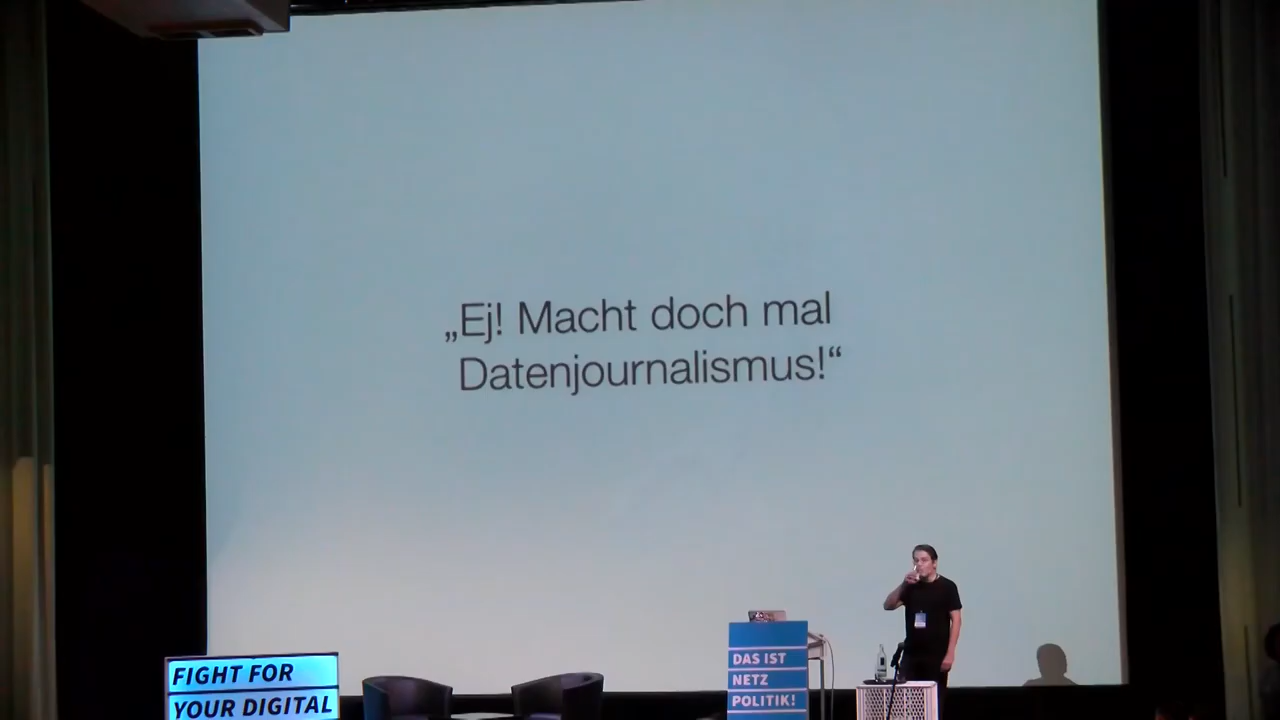 „Ej! Macht doch mal
Datenjournalismus!“
FIGHT FOR
YOUR DIGITAL
DAS IST
NETZ
POLITIK!